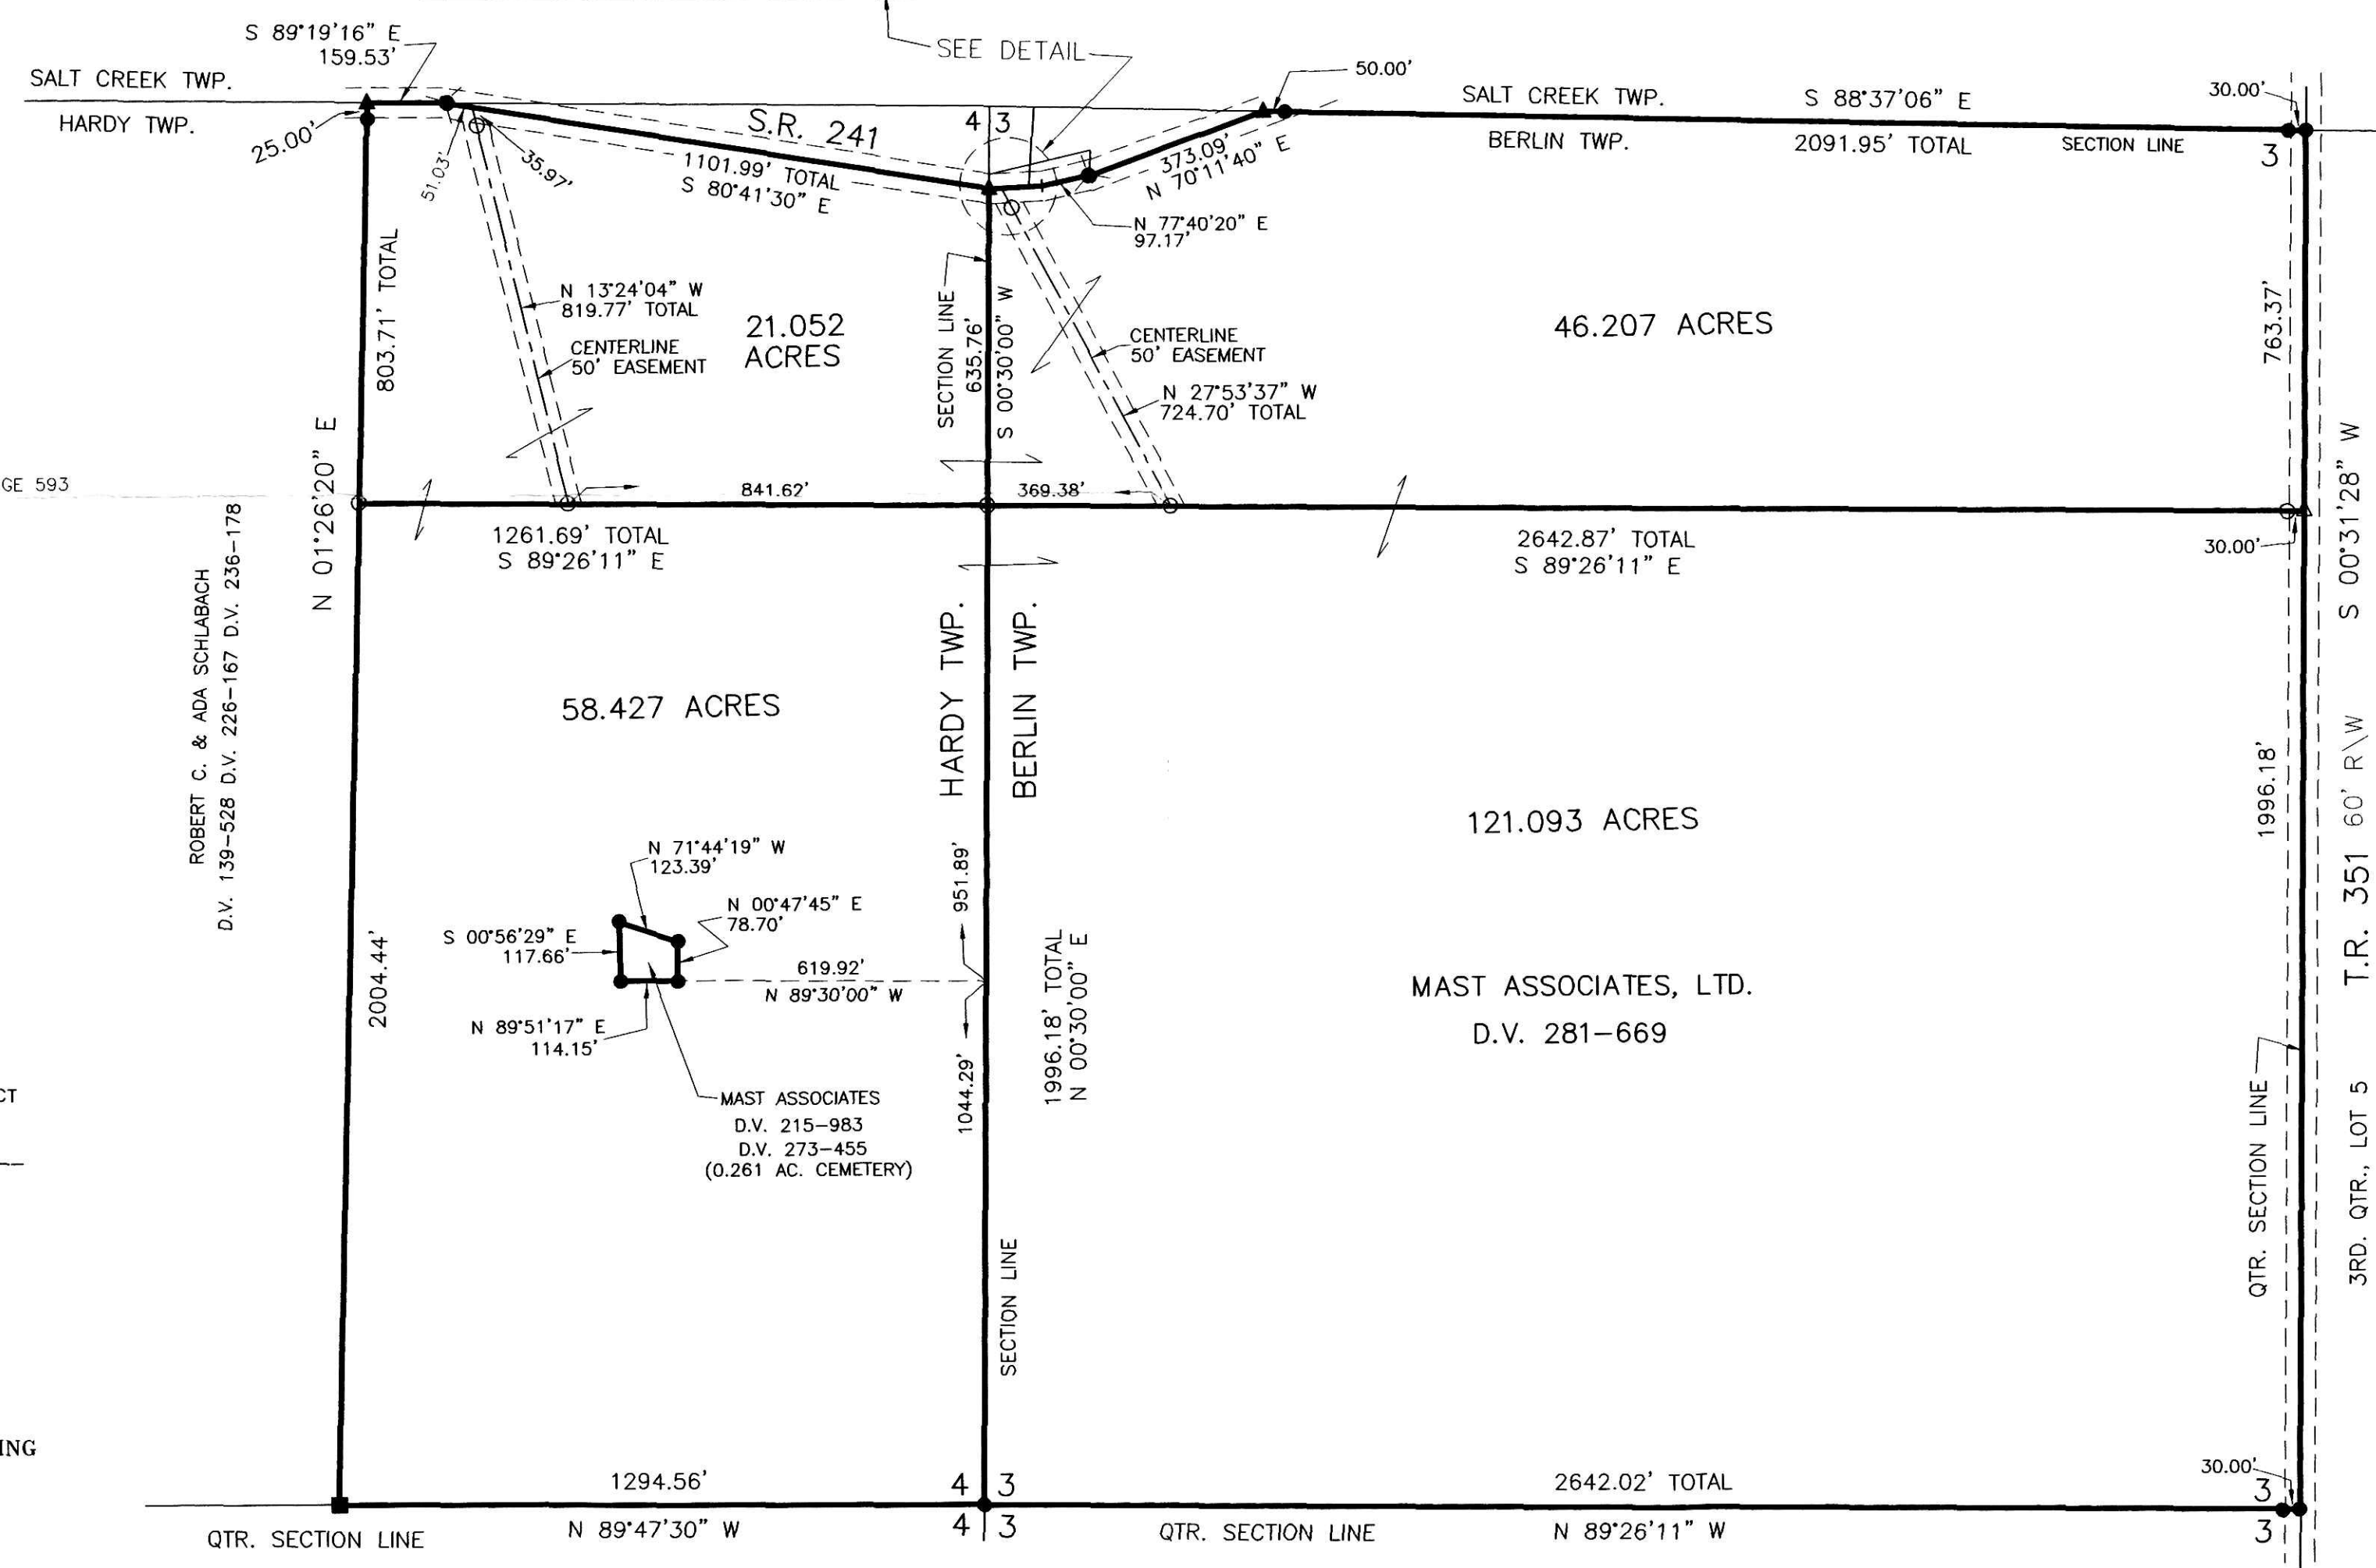 S 89°19'16" E
159.53'
SEE DETAIL
50.00'
SALT CREEK TWP.
HARDY TWP.
25.00'
51.03'
35.97'
S.R. 241
1101.99' TOTAL
S 80°41'30" E
4 3
373.09'
N 70°11'40" E
N 77°40'20" E
97.17'
SALT CREEK TWP.
BERLIN TWP.
S 88°37'06" E
2091.95' TOTAL
SECTION LINE
30.00'
3
803.71' TOTAL
N 13°24'04" W
819.77' TOTAL
CENTERLINE
50' EASEMENT
21.052
ACRES
SECTION LINE
635.76'
S 00°30'00" W
CENTERLINE
50' EASEMENT
N 27°53'37" W
724.70' TOTAL
46.207 ACRES
763.37'
GE 593
N 01°26'20" E
841.62'
369.38'
1261.69' TOTAL
S 89°26'11" E
2642.87' TOTAL
S 89°26'11" E
30.00'
S 00°31'28" W
ROBERT C. & ADA SCHLABACH
D.V. 139-528 D.V. 226-167 D.V. 236-178
58.427 ACRES
HARDY TWP.
BERLIN TWP.
121.093 ACRES
1996.18'
T.R. 351 60' R\W
2004.44'
N 71°44'19" W
123.39'
N 00°47'45" E
78.70'
S 00°56'29" E
117.66'
619.92'
N 89°30'00" W
N 89°51'17" E
114.15'
951.89'
1044.29'
1996.18' TOTAL
N 00°30'00" E
MAST ASSOCIATES, LTD.
D.V. 281-669
MAST ASSOCIATES
D.V. 215-983
D.V. 273-455
(0.261 AC. CEMETERY)
CT
QTR. SECTION LINE
3RD. QTR., LOT 5
SECTION LINE
ING
1294.56'
N 89°47'30" W
QTR. SECTION LINE
4 3
4 3
2642.02' TOTAL
N 89°26'11" W
QTR. SECTION LINE
30.00'
3
3